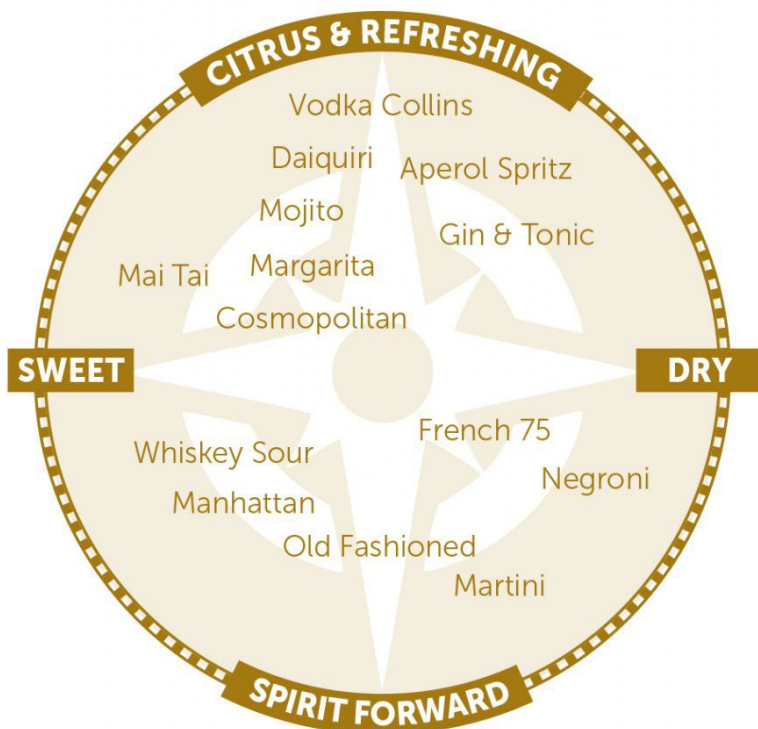 CITRUS & REFRESHING
Vodka Collins
Daiquiri
Aperol Spritz
Mojito
Gin & Tonic
Margarita
Mai Tai
Cosmopolitan
SWEET
DRY
French 75
Whiskey Sour
Negroni
Manhattan
Old Fashioned
Martini
SPIRIT FORWARD